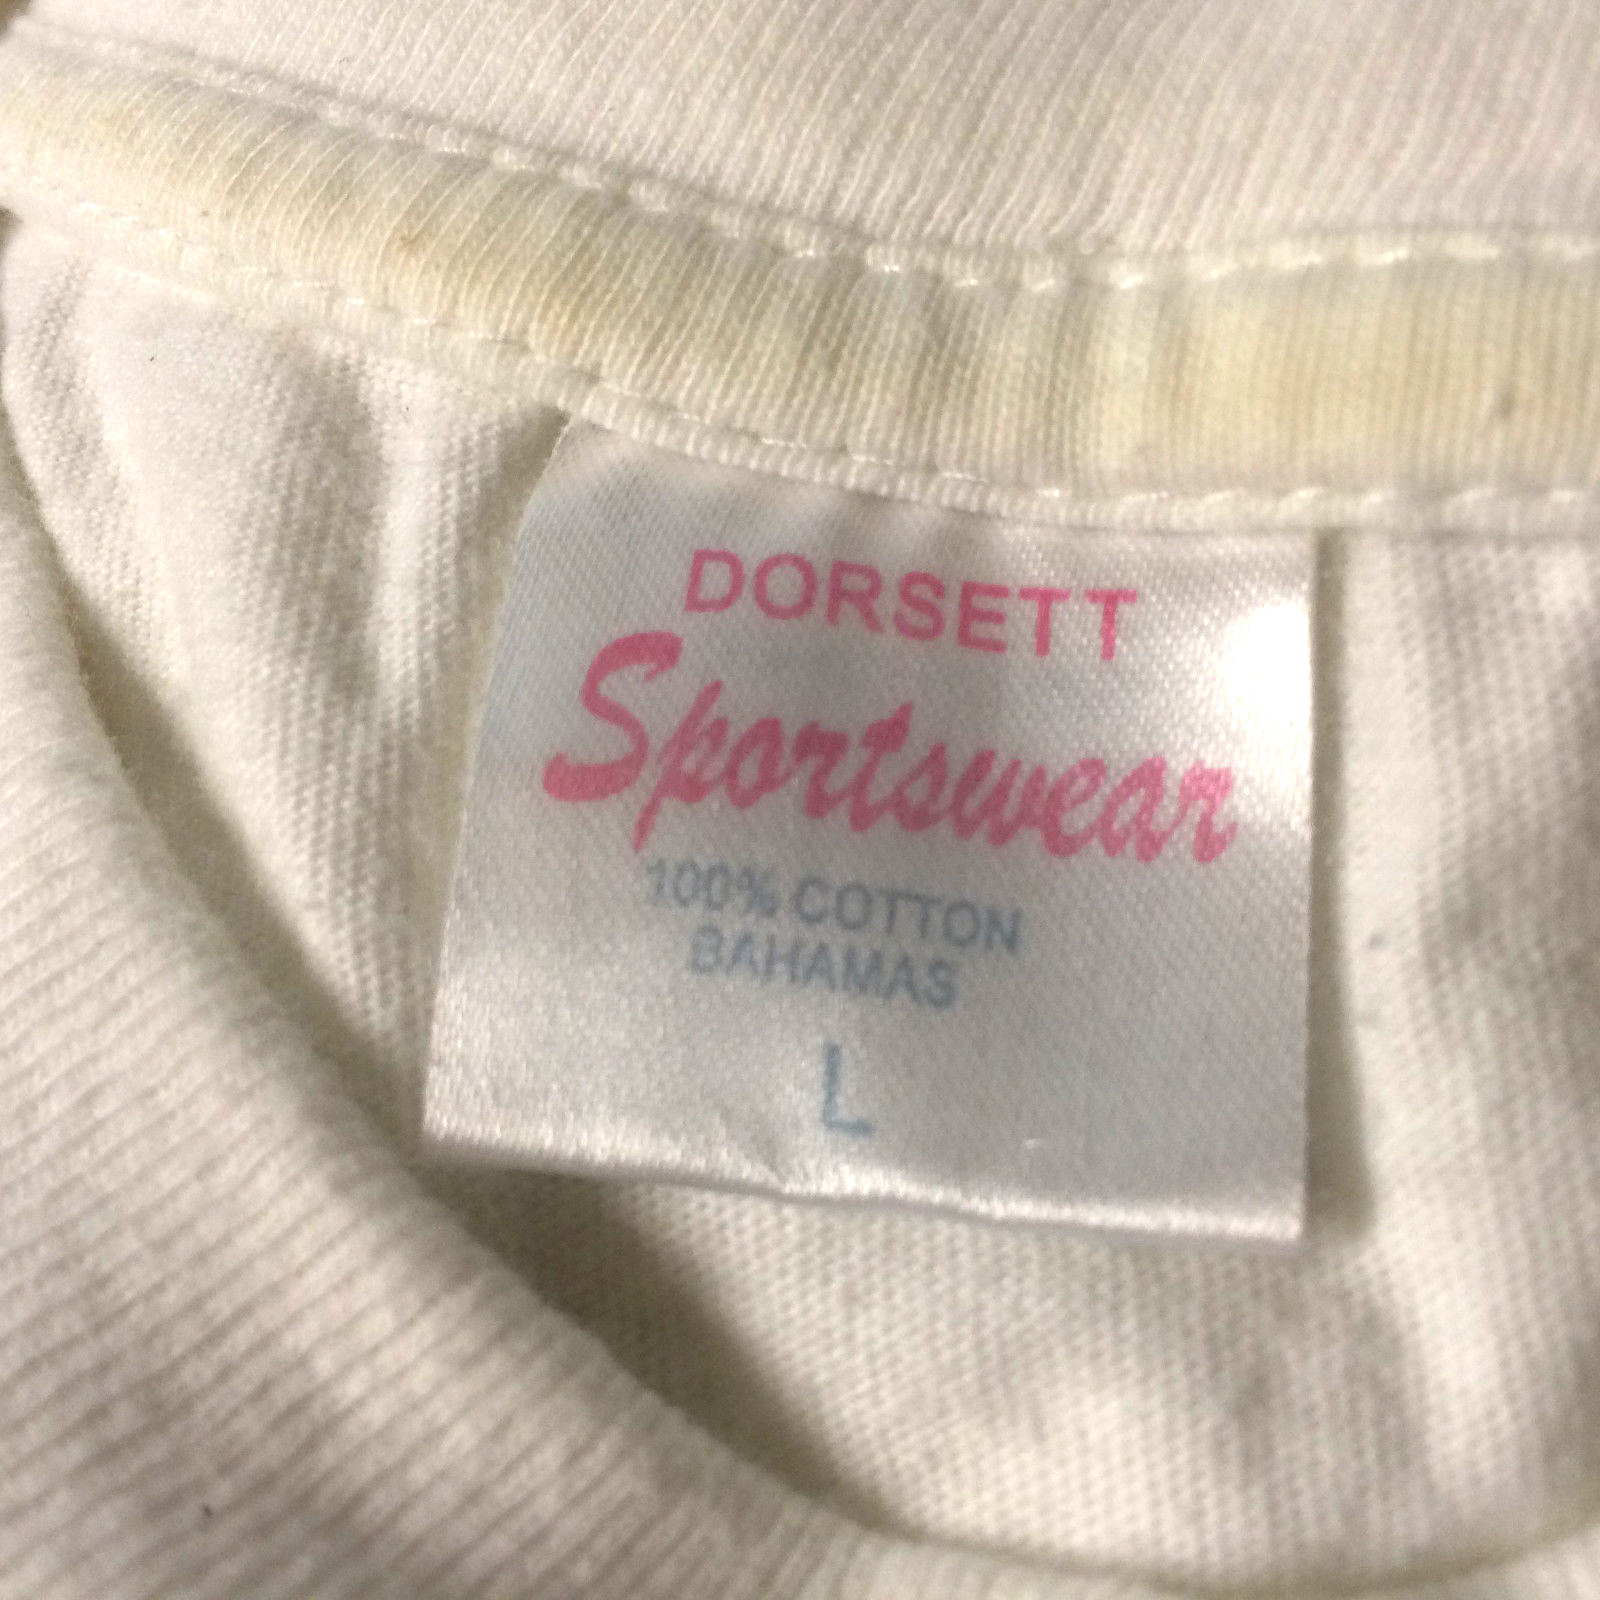 DORSETT
Sportswear
100% COTTON
BAHAMAS
L